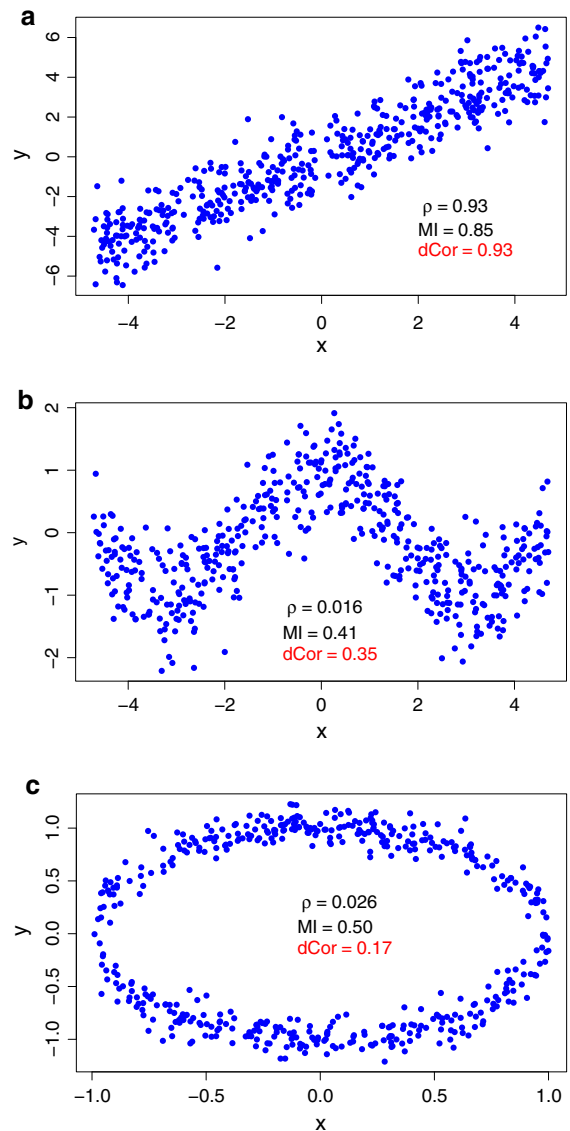 a
6
4
2
0
−2
−4
−6
y
ρ = 0.93
MI = 0.85
dCor = 0.93
−4 −2 0 2 4
x
b
2
1
0
−1
−2
y
ρ = 0.016
MI = 0.41
dCor = 0.35
−4 −2 0 2 4
x
c
1.0
0.5
0.0
−0.5
−1.0
y
ρ = 0.026
MI = 0.50
dCor = 0.17
−1.0 −0.5 0.0 0.5 1.0
x